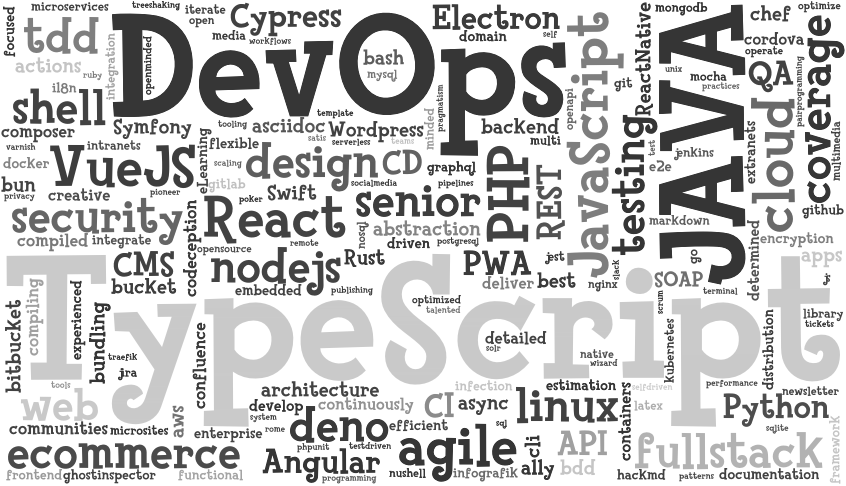 microservices
treeshaking
iterate
open
Cypress
Electron
mongodb
chef
optimize
focused
tdd
actions
ruby
integration
openminded
DevOps
media
workflows
domain
self
bash
mysql
JavaScript
ReactNative
JAVA
cordova
operate
QA
coverage
unix
mocha
practices
git
openapi
pragmatism
pairprogramming
i18n
shell
composer
varnish
intranets
Symfony
tooling
template
asciidoc
satis
Wordpress
serverless
teams
minded
backend
multi
flexible
docker
VueJS
eLearning
scaling
gitlab
design
CD
socialmedia
graphql
pipelines
PHP
REST
testing
test
e2e
jenkins
extranets
cloud
multimedia
bun
privacy
creative
pioneer
poker
Swift
senior
github
security
React
nosql
abstraction
markdown
compiled
integrate
codeception
opensource
remote
driven
postgresql
encryption
go
determined
apps
CMS
bucket
nodejs
Rust
PWA
jest
deliver
best
nginx
slack
SOAP
terminal
jr
embedded
publishing
TypeScript
optimized
talented
scrum
library
tickets
bitbucket
compiling
experienced
bundling
traefik
jira
tools
confluence
detailed
solr
native
wizard
Kubernetes
distribution
architecture
infection
estimation
selfdriven
performance
newsletter
web
develop
continuously
CI
async
linux
containers
latex
Python
communities
microsites
aws
system
enterprise
rome
deno
efficient
sql
cli
API
sqlite
phpunit
testdriven
ecommerce
agile
fullstack
framework
frontend
ghostinspector
functional
Angular
programming
nushell
infografik
ally
bdd
hackMD
patterns
documentation